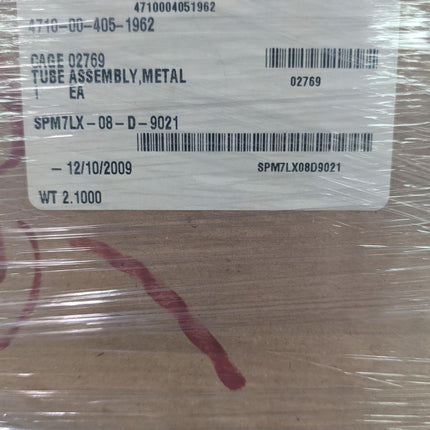 4710004051962
4710-00-405-1962
CAGE 02769
TUBE ASSEMBLY,METAL
02769
1 EA
SPM7LX-08-D-9021
- 12/10/2009
SPM7LX08D9021
WT 2.1000